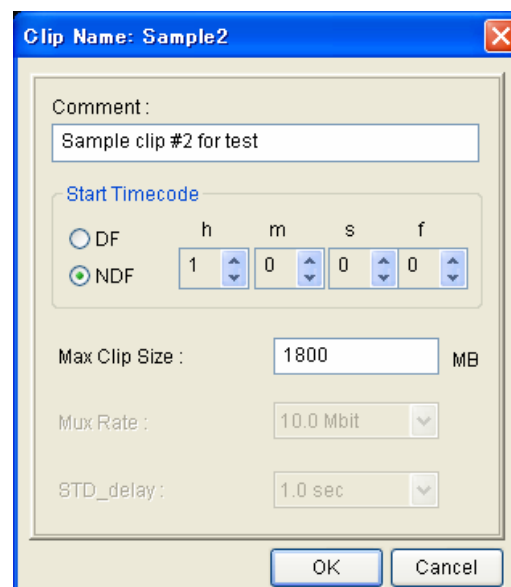 Clip Name: Sample2
Comment :
Sample clip #2 for test
Start Timecode
DF
h m s f
NDF
1 0 0 0
Max Clip Size : 1800 MB
Mux Rate : 10.0 Mbit
STD_delay : 1.0 sec
OK Cancel